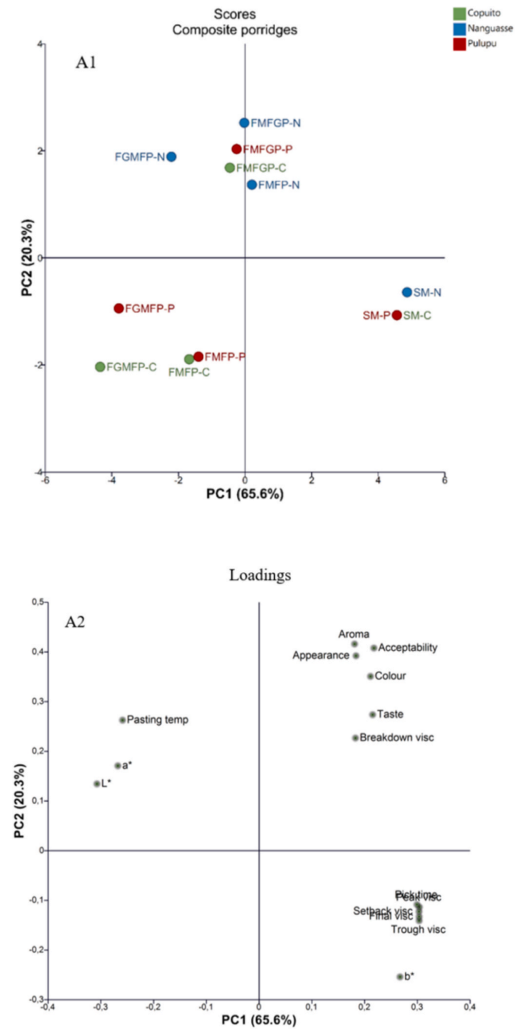 Scores
Composite porridges
Copuito
Nanguasse
Pulupu
A1
4
2
0
-2
-4
PC2 (20.3%)
FMFGP-N
FMFGP-P
FGMFP-N
FMFGP-C
FMFP-N
SM-N
FGMFP-P
SM-P
SM-C
FMFP-P
FGMFP-C
FMFP-C
-6
-4
-2
0
2
4
6
PC1 (65.6%)
Loadings
A2
0,5
0,4
0,3
0,2
0,1
0
-0,1
-0,2
-0,3
PC2 (20.3%)
Aroma
Acceptability
Appearance
Colour
Pasting temp
Taste
Breakdown visc
a*
L*
Pick time
Peak visc
Setback visc
Final visc
Trough visc
b*
-0,4
-0,3
-0,2
-0,1
0
0,1
0,2
0,3
0,4
PC1 (65.6%)